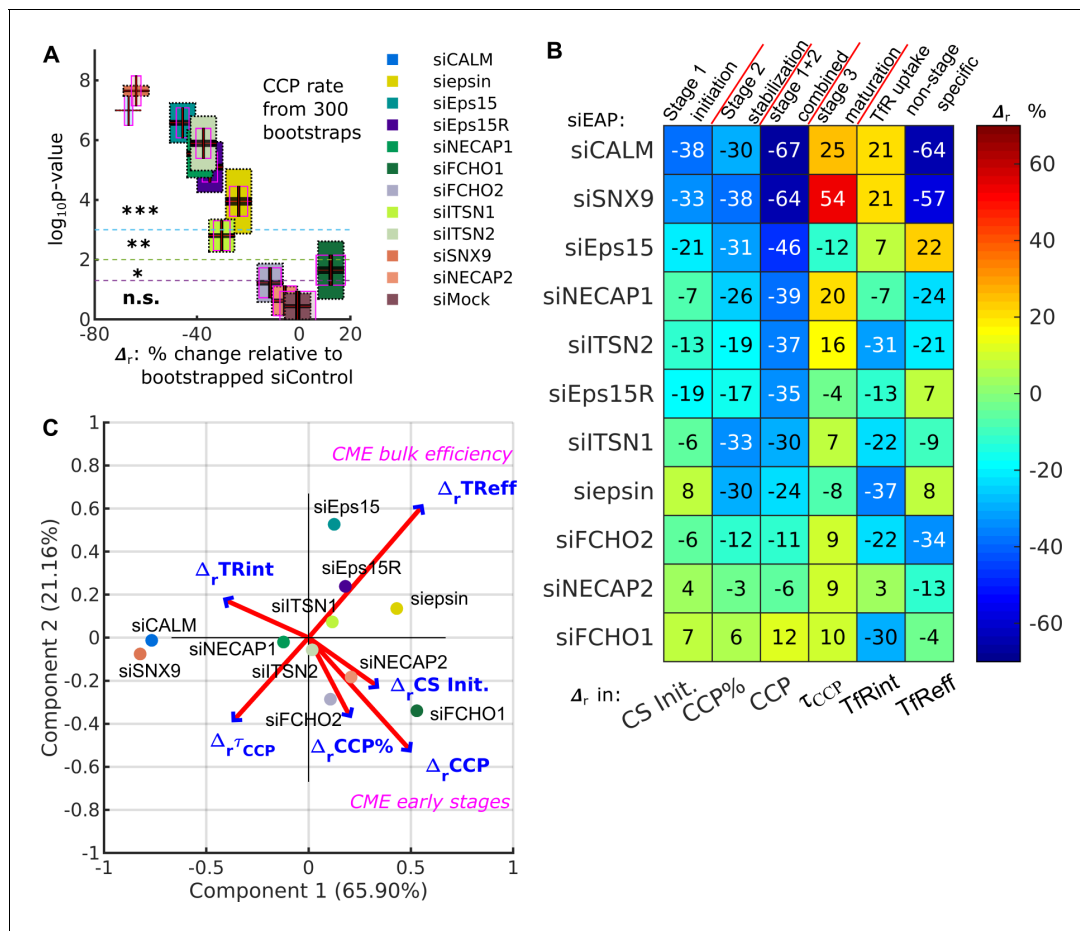 A
log10p-value
8
6
4
2
0
***
**
*
n.s.
CCP rate
from 300
bootstraps
-80
-40
20
Δr: % change relative to
bootstrapped siControl
siCALM
siepsin
siEps15
siEps15R
siNECAP1
siFCHO1
siFCHO2
siITSN1
siITSN2
siSNX9
siNECAP2
siMock
B
Stage 1
initiation
Stage 2
stabilization
stage 1+2
combined
stage 3
maturation
TfR uptake
non-stage
specific
siEAP:
Δr %
siCALM -38 -30 -67 25 21 -64
siSNX9 -33 -38 -64 54 21 -57
siEps15 -21 -31 -46 -12 7 22
siNECAP1 -7 -26 -39 20 -7 -24
siITSN2 -13 -19 -37 16 -31 -21
siEps15R -19 -17 -35 -4 -13 7
siITSN1 -6 -33 -30 7 -22 -9
siepsin 8 -30 -24 -8 -37 8
siFCHO2 -6 -12 -11 9 -22 -34
siNECAP2 4 -3 -6 9 3 -13
siFCHO1 7 6 12 10 -30 -4
Δr in: CS Init. CCP% CCP τCCP TfRint TfReff
60
40
20
0
-20
-40
-60
C
Component 2 (21.16%)
1
0.8
0.6
0.4
0.2
0
-0.2
-0.4
-0.6
-0.8
-1
CME bulk efficiency
ΔrTReff
siEps15
ΔrTRint
siEps15R
siITSN1
siepsin
siCALM
siSNX9
siNECAP1
siITSN2
siNECAP2
ΔrCS Init.
siFCHO2
siFCHO1
ΔrτCCP
ΔrCCP%
ΔrCCP
CME early stages
-1
-0.5
0
0.5
1
Component 1 (65.90%)